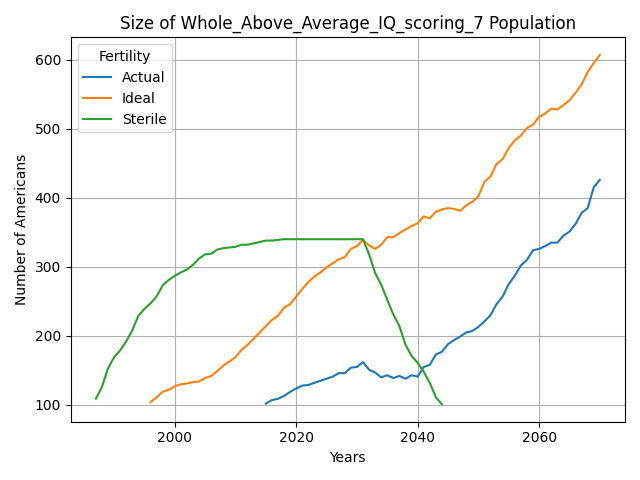 Size of Whole_Above_Average_IQ_scoring_7 Population
Fertility
Actual
Ideal
Sterile
600
500
400
300
200
100
Number of Americans
2000
2020
2040
2060
Years